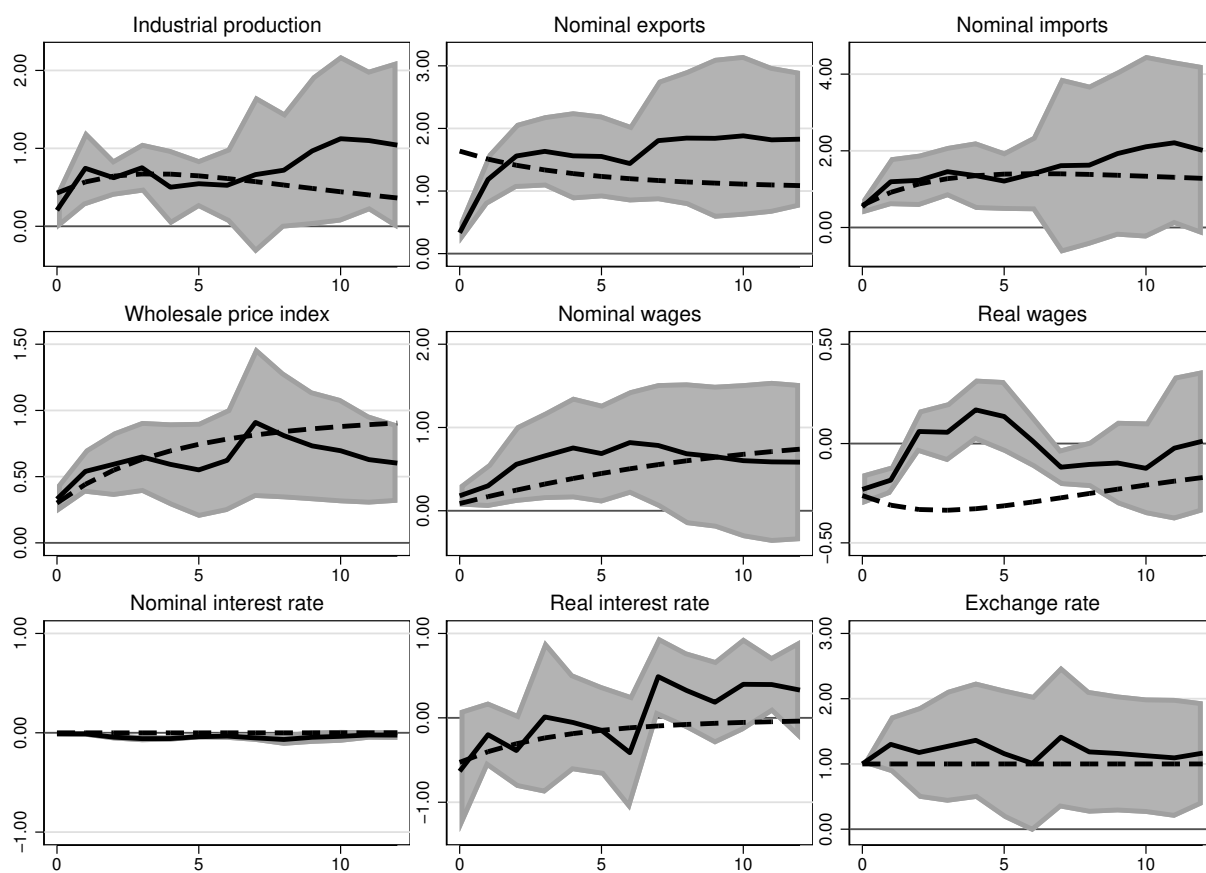 Industrial production
2.00
1.00
0.00
0 5 10
Nominal exports
3.00
2.00
1.00
0.00
0 5 10
Nominal imports
4.00
2.00
0.00
0 5 10
Wholesale price index
1.50
1.00
0.50
0.00
0 5 10
Nominal wages
2.00
1.00
0.00
0 5 10
Real wages
0.50
0.00
−0.50
0 5 10
Nominal interest rate
1.00
0.00
−1.00
0 5 10
Real interest rate
1.00
0.00
−1.00
0 5 10
Exchange rate
3.00
2.00
1.00
0.00
0 5 10